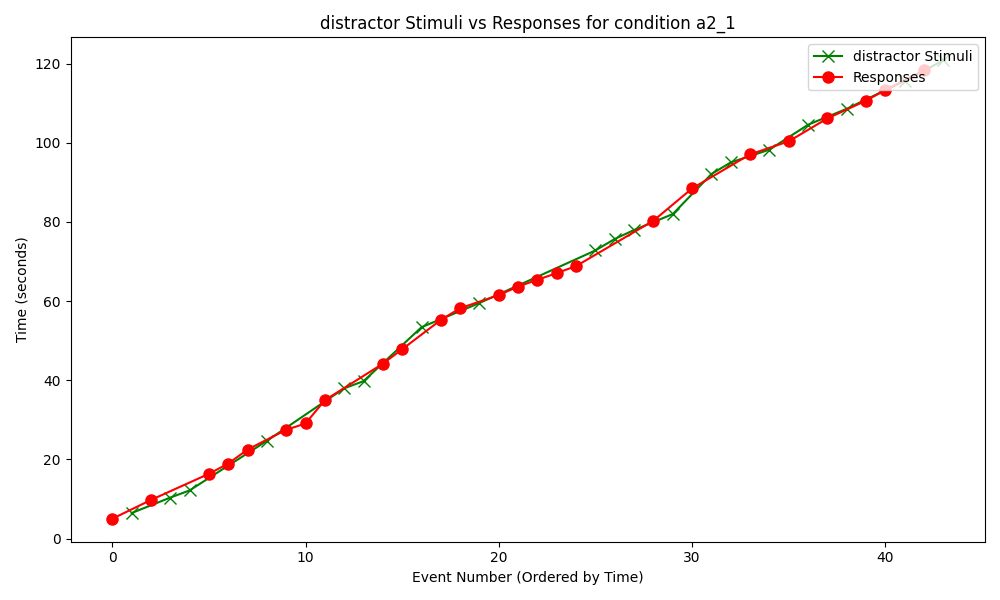 distractor Stimuli vs Responses for condition a2_1
distractor Stimuli
Responses
Time (seconds)
120
100
80
60
40
20
0
0 10 20 30 40
Event Number (Ordered by Time)